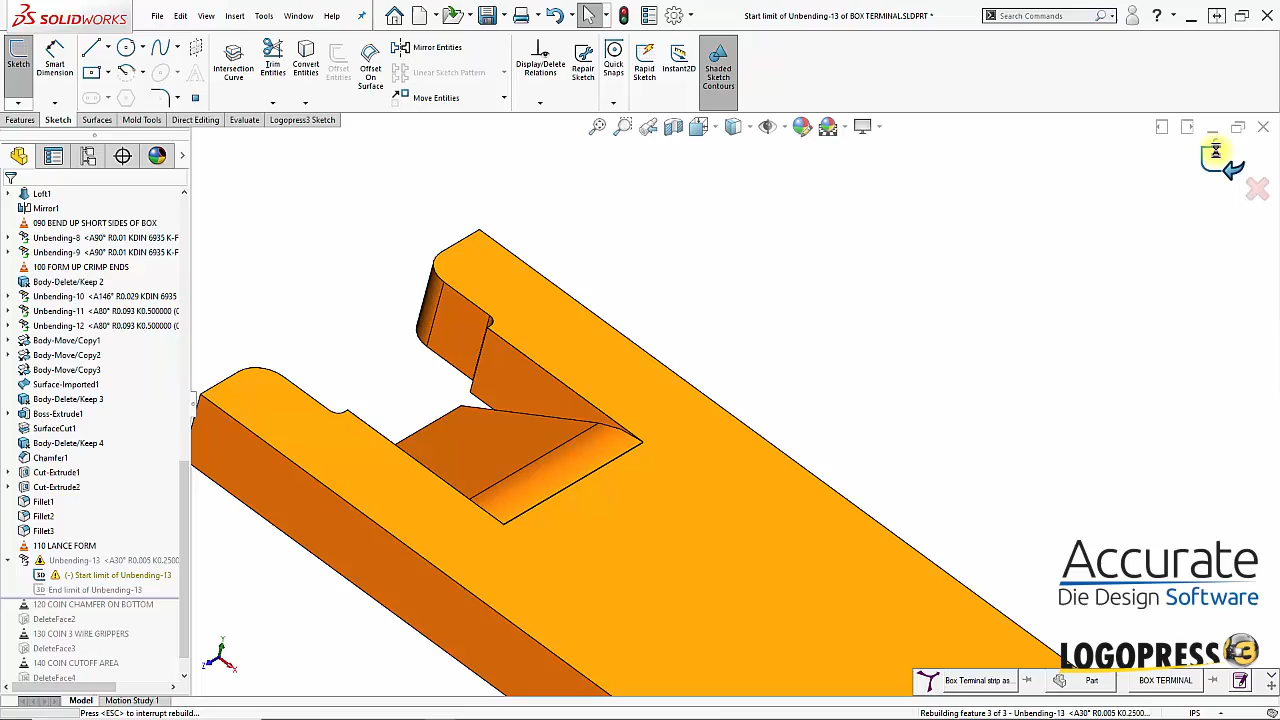 SOLIDWORKS
File Edit View Insert Tools Window Help
Start limit of Unbending-13 of BOX TERMINAL.SLDPRT *
Search Commands
Sketch
Smart Dimension
Intersection Curve
Trim Entities
Convert Entities
Offset Entities
Offset On Surface
Mirror Entities
Linear Sketch Pattern
Move Entities
Display/Delete Relations
Repair Sketch
Quick Snaps
Rapid Sketch
Instant2D
Shaded Sketch Contours
Features Sketch Surfaces Mold Tools Direct Editing Evaluate Logopress3 Sketch
Loft1
Mirror1
090 BEND UP SHORT SIDES OF BOX
Unbending-8 <A90° R0.01 KDIN 6935 K-F
Unbending-9 <A90° R0.01 KDIN 6935 K-F
100 FORM UP CRIMP ENDS
Body-Delete/Keep 2
Unbending-10 <A146° R0.029 KDIN 6935
Unbending-11 <A80° R0.093 K0.500000 (
Unbending-12 <A80° R0.093 K0.500000 (
Body-Move/Copy1
Body-Move/Copy2
Body-Move/Copy3
Surface-Imported1
Body-Delete/Keep 3
Boss-Extrude1
SurfaceCut1
Body-Delete/Keep 4
Chamfer1
Cut-Extrude1
Cut-Extrude2
Fillet1
Fillet2
Fillet3
110 LANCE FORM
Unbending-13 <A30° R0.005 K0.2500
3D (-) Start limit of Unbending-13
3D End limit of Unbending-13
120 COIN CHAMFER ON BOTTOM
DeleteFace2
130 COIN 3 WIRE GRIPPERS
DeleteFace3
140 COIN CUTOFF AREA
DeleteFace4
Y
Z X
Accurate
Die Design Software
LOGOPRESS3
Box Terminal strip as... Part BOX TERMINAL
Model Motion Study 1
Press <ESC> to interrupt rebuild...
Rebuilding feature 3 of 3 - Unbending-13 <A30° R0.005 K0.2500... IPS